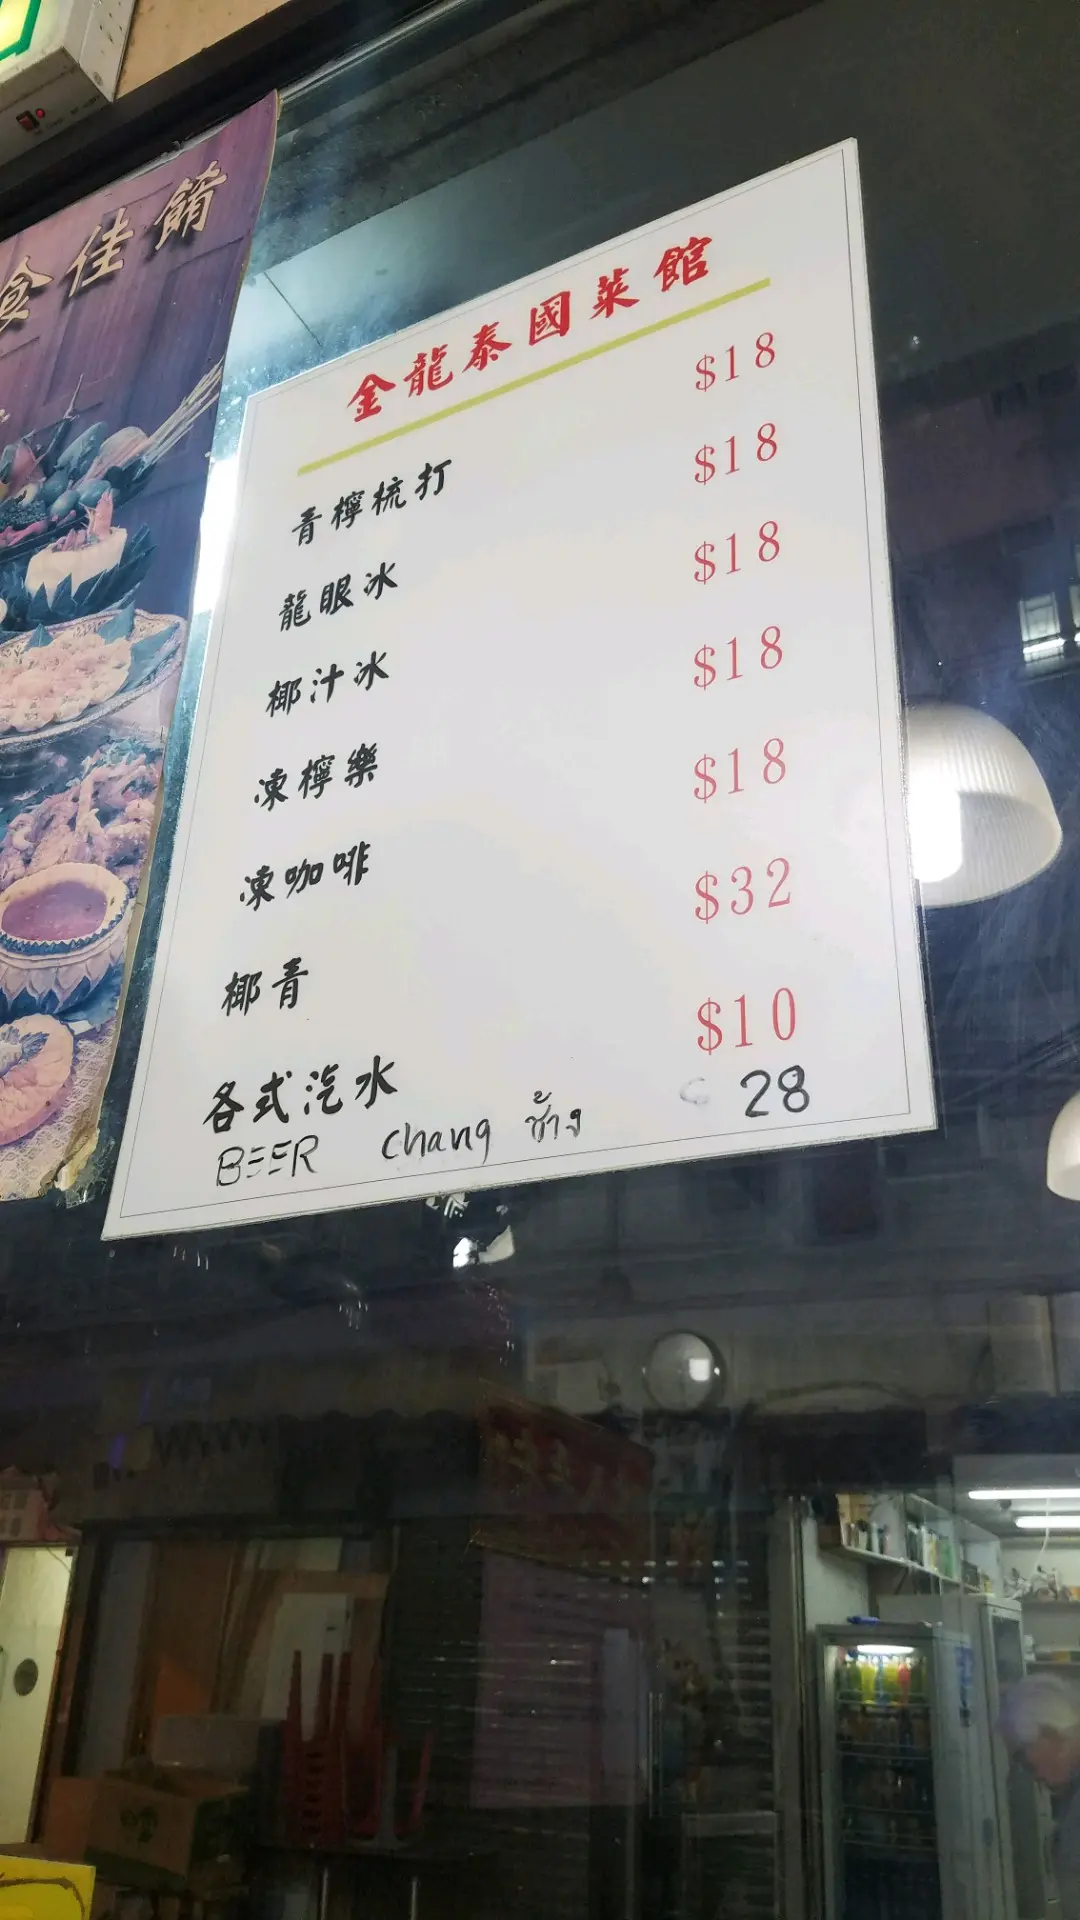 食佳餚
金龍泰國菜館
青檸梳打 $18
龍眼冰 $18
椰汁冰 $18
凍檸樂 $18
凍咖啡 $18
椰青 $32
各式汽水 $10
BEER Chang ช้าง 28